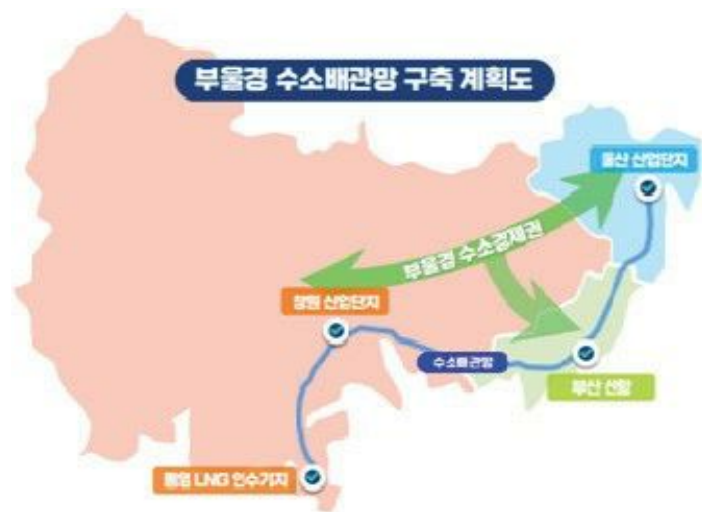 부울경 수소배관망 구축 계획도
울산 산업단지
부울경 수소경제권
창원 산업단지
수소배관망
부산 신항
통영 LNG 인수기지